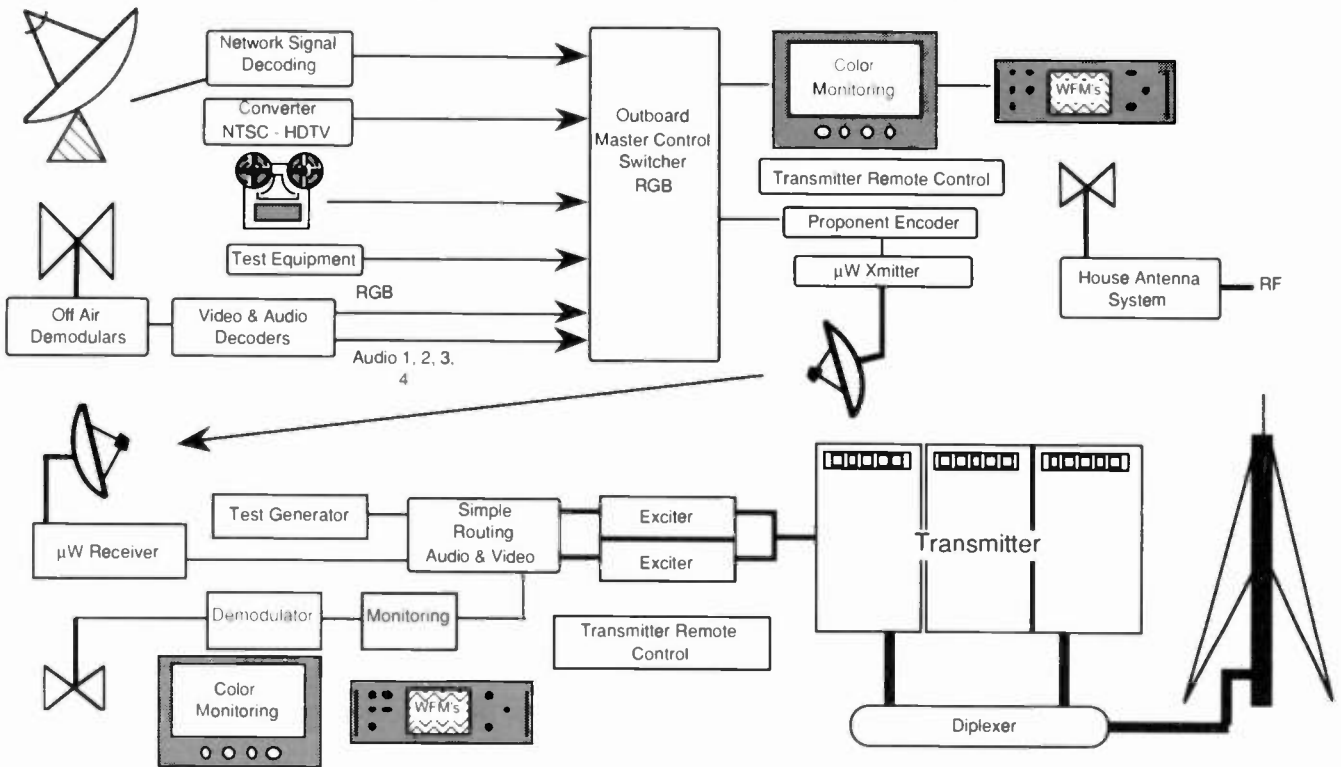 Network Signal
Decoding
Converter
NTSC - HDTV
Test Equipment
RGB
Off Air
Demodulars
Video & Audio
Decoders
Audio 1, 2, 3,
4
Outboard
Master Control
Switcher
RGB
Color
Monitoring
WFM's
Transmitter Remote Control
Proponent Encoder
µW Xmitter
House Antenna
System
RF
µW Receiver
Test Generator
Simple
Routing
Audio & Video
Exciter
Exciter
Transmitter
Demodulator
Monitoring
Transmitter Remote
Control
Color
Monitoring
WFM's
Diplexer